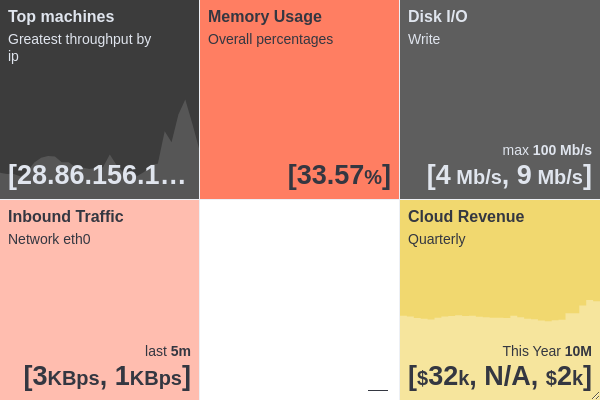 Top machines
Greatest throughput by
ip
[28.86.156.1…
Memory Usage
Overall percentages
[33.57%]
Disk I/O
Write
max 100 Mb/s
[4 Mb/s, 9 Mb/s]
Inbound Traffic
Network eth0
last 5m
[3KBps, 1KBps]
—
Cloud Revenue
Quarterly
This Year 10M
[$32k, N/A, $2k]